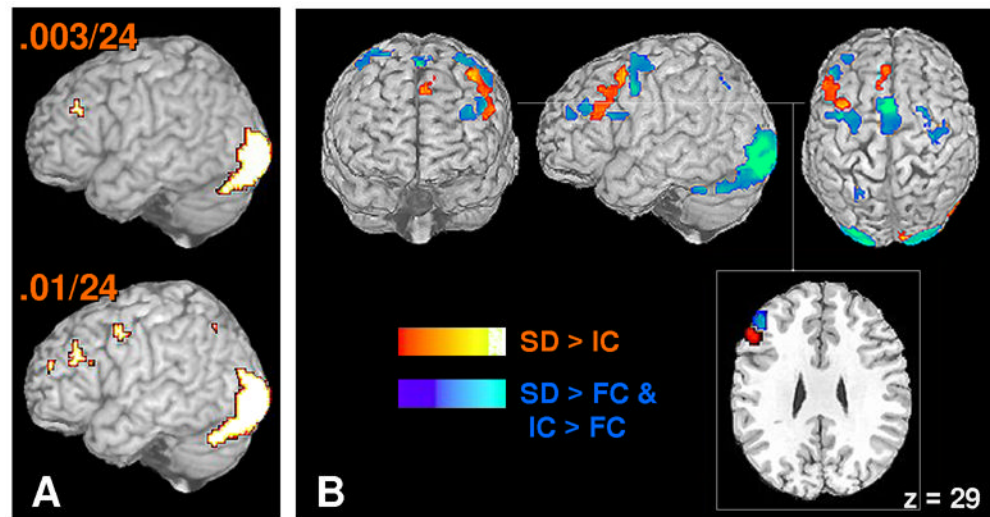 .003/24
.01/24
A
SD > IC
SD > FC &
IC > FC
B
z = 29